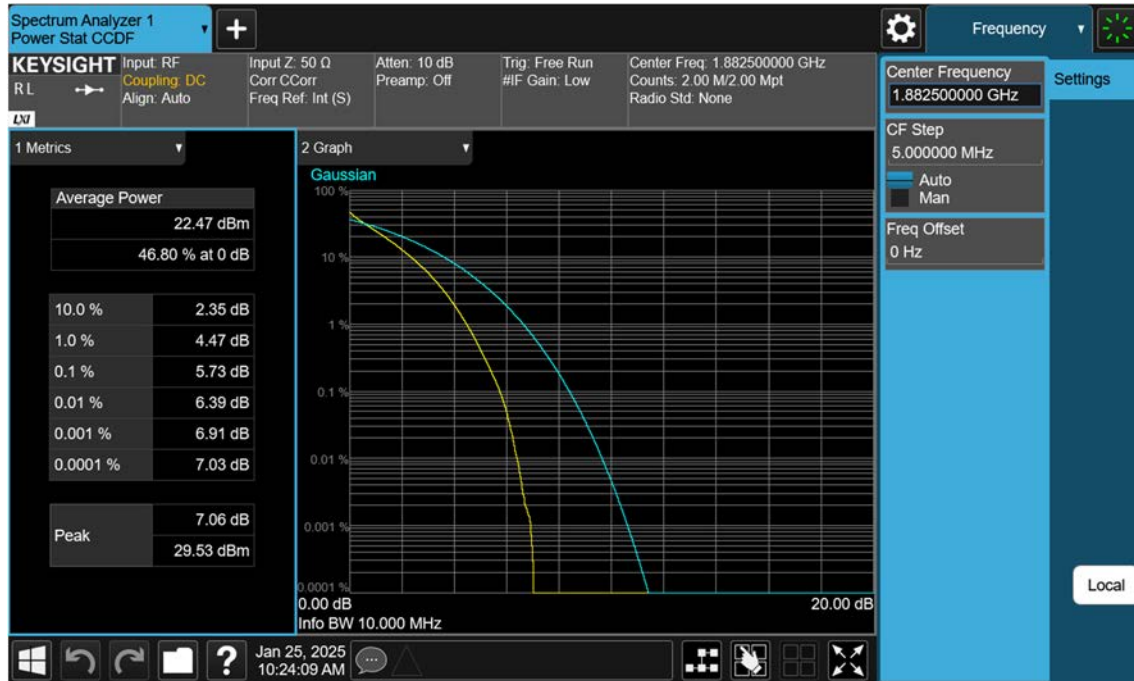 Spectrum Analyzer 1
Power Stat CCDF
+
Frequency
KEYSIGHT
R L
LXI
Input: RF
Coupling: DC
Align: Auto
Input Z: 50 Ω
Corr CCorr
Freq Ref: Int (S)
Atten: 10 dB
Preamp: Off
Trig: Free Run
#IF Gain: Low
Center Freq: 1.882500000 GHz
Counts: 2.00 M/2.00 Mpt
Radio Std: None
Center Frequency
1.882500000 GHz
Settings
CF Step
5.000000 MHz
Auto
Man
Freq Offset
0 Hz
1 Metrics
Average Power
22.47 dBm
46.80 % at 0 dB
10.0 % 2.35 dB
1.0 % 4.47 dB
0.1 % 5.73 dB
0.01 % 6.39 dB
0.001 % 6.91 dB
0.0001 % 7.03 dB
Peak
7.06 dB
29.53 dBm
2 Graph
Gaussian
100 %
10 %
1 %
0.1 %
0.01 %
0.001 %
0.0001 %
0.00 dB 20.00 dB
Info BW 10.000 MHz
Local
?
Jan 25, 2025
10:24:09 AM